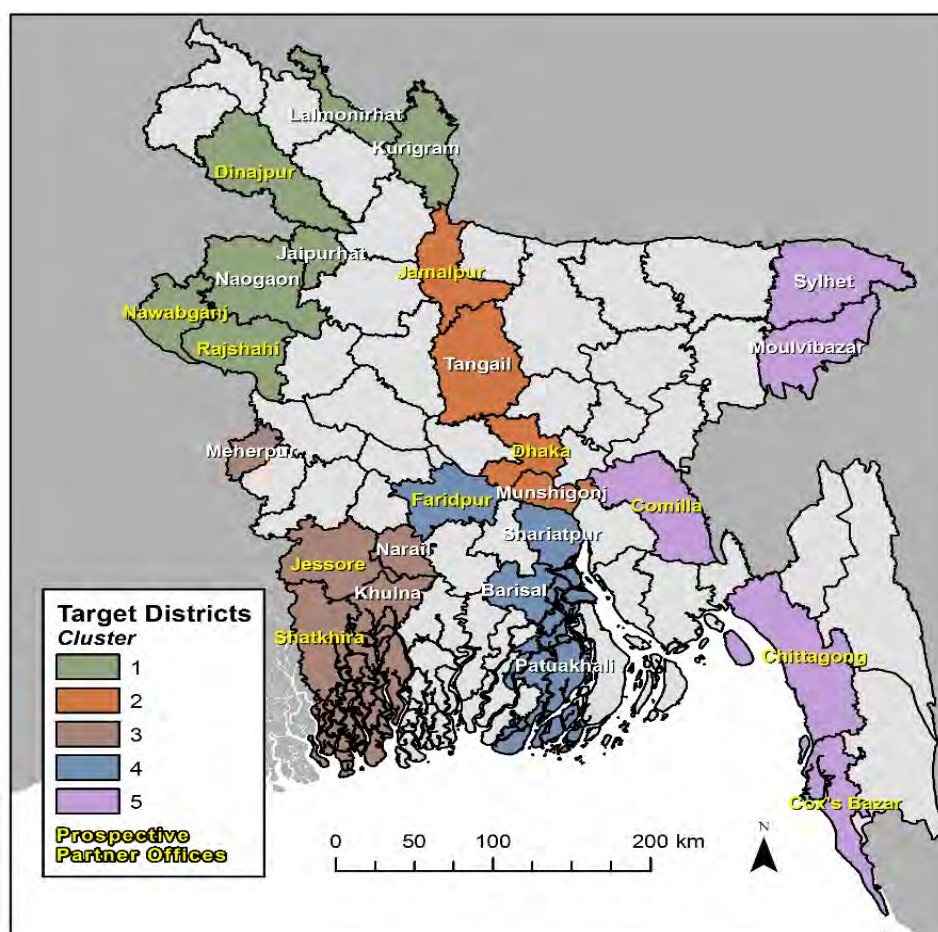 Lalmonirhat
Kurigram
Dinajpur
Jaipurhat
Jamalpur
Naogaon
Sylhet
Nawabganj
Rajshahi
Moulvibazar
Tangail
Meherpur
Dhaka
Munshigonj
Faridpur
Comilla
Shariatpur
Narail
Jessore
Khulna
Barisal
Shatkhira
Patuakhali
Chittagong
Cox's Bazar
Target Districts
Cluster
1
2
3
4
5
Prospective
Partner Offices
0 50 100 200 km
N